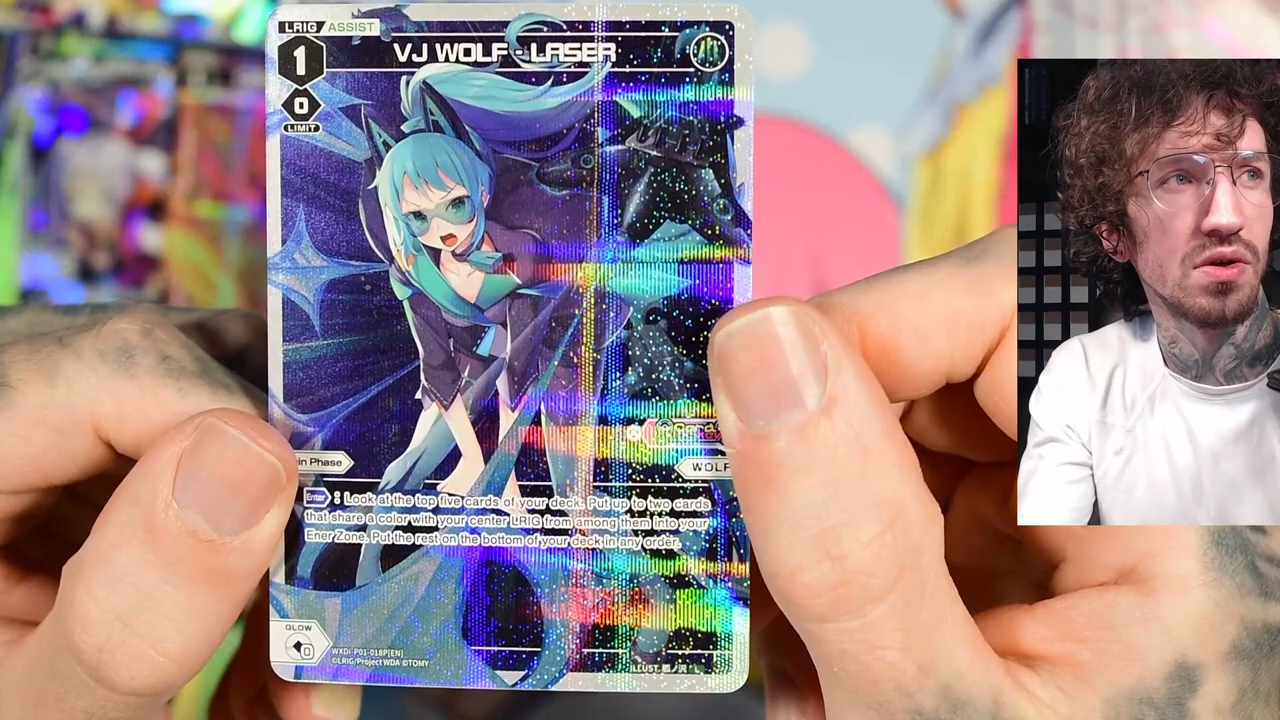 LRIG ASSIST
1
VJ WOLF - LASER
0
LIMIT
in Phase
WOLF
Enter : Look at the top five cards of your deck. Put up to two cards
that share a color with your center LRIG from among them into your
Ener Zone. Put the rest on the bottom of your deck in any order.
GLOW
0
WXDi-P01-018P[EN]
©LRIG/Project WDA ©TOMY
ILLUST.